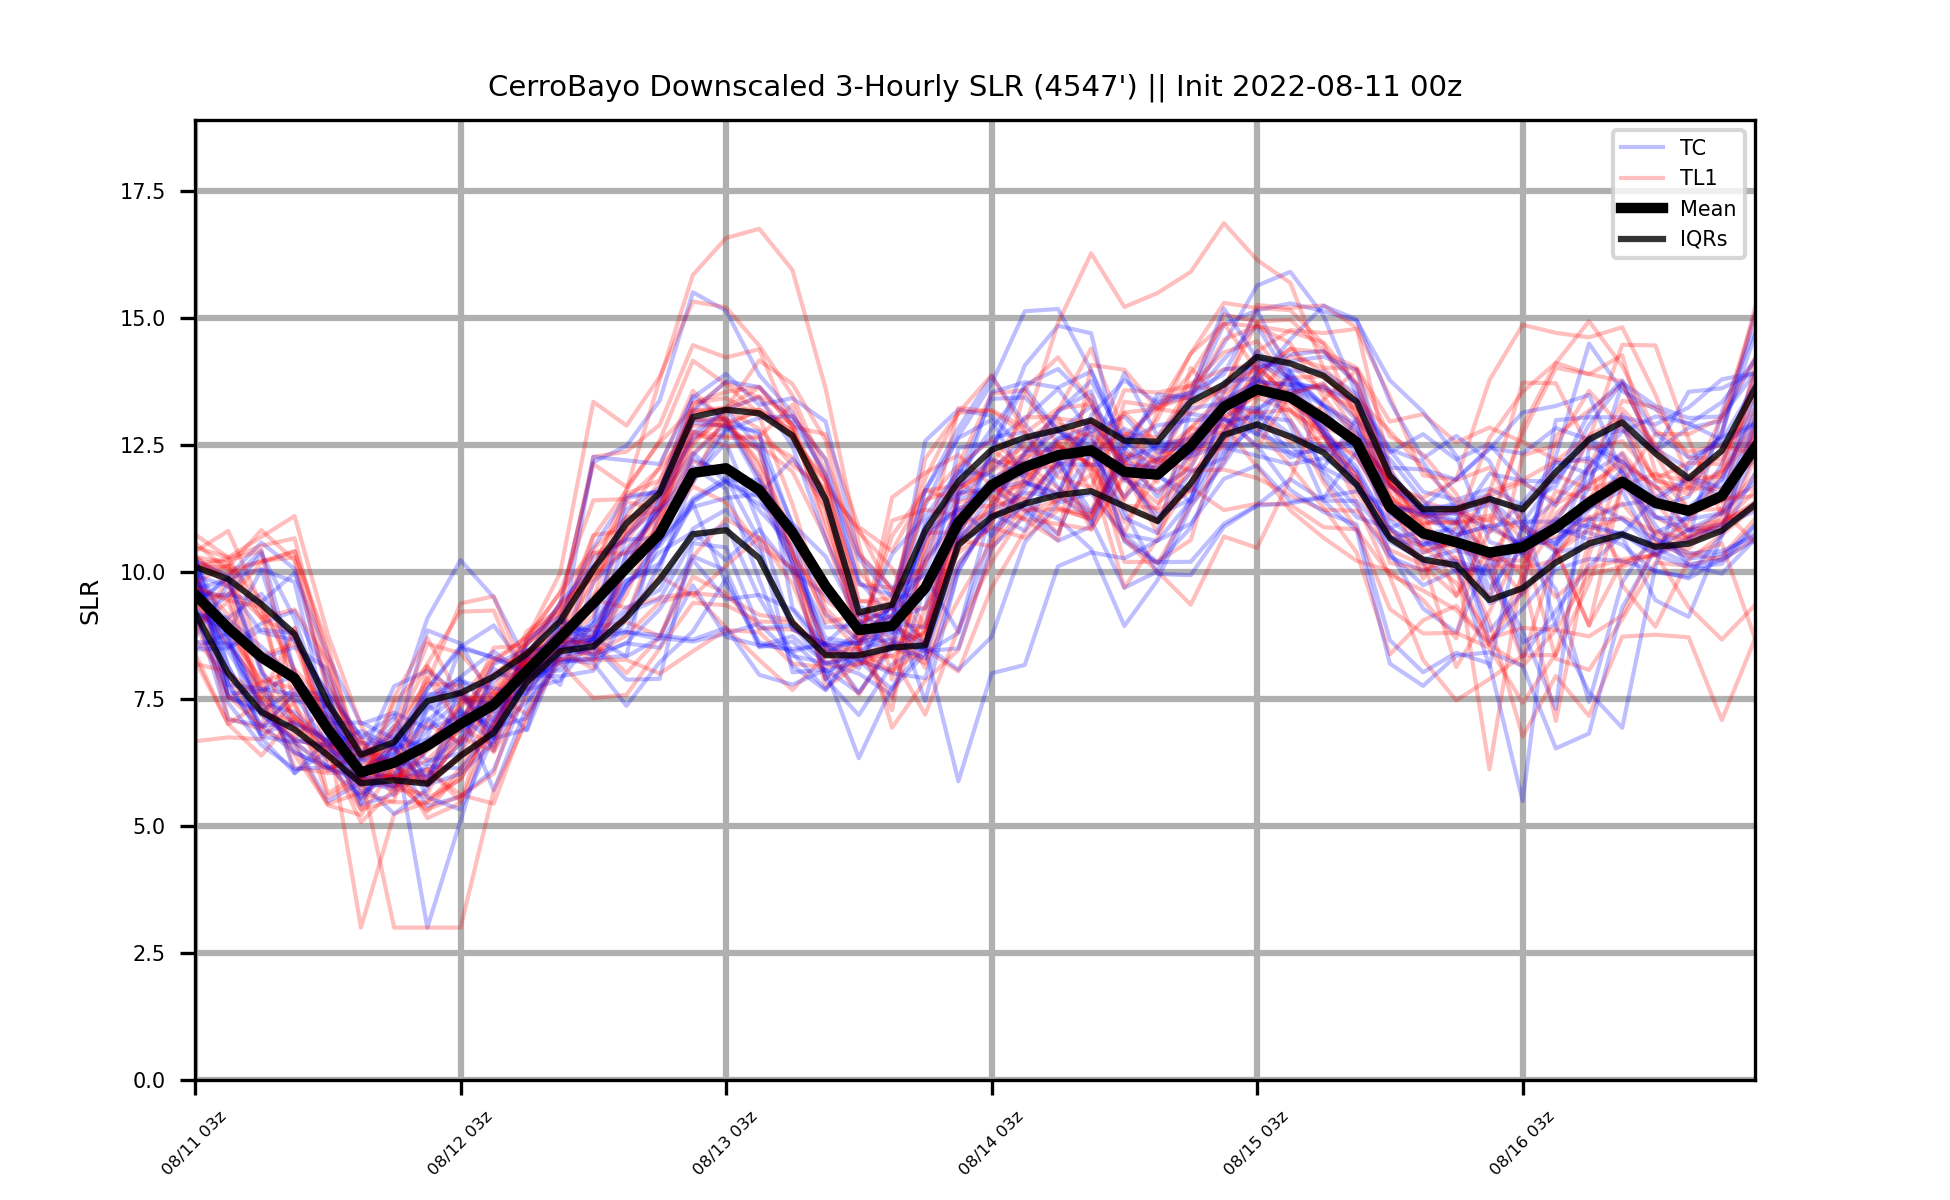 CerroBayo Downscaled 3-Hourly SLR (4547') || Init 2022-08-11 00z
TC
TL1
Mean
IQRs
17.5
15.0
12.5
10.0
7.5
5.0
2.5
0.0
SLR
08/11 03z
08/12 03z
08/13 03z
08/14 03z
08/15 03z
08/16 03z